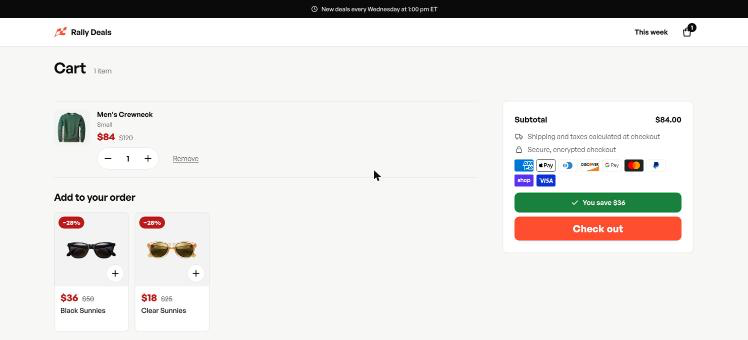 New deals every Wednesday at 1:00 pm ET
Rally Deals
This week
1
Cart
1 item
Men's Crewneck
Small
$84 $120
1
Remove
Subtotal $84.00
Shipping and taxes calculated at checkout
Secure, encrypted checkout
Pay
DISCOVER
G Pay
shop
VISA
You save $36
Check out
Add to your order
-28%
$36 $50
Black Sunnies
-28%
$18 $25
Clear Sunnies